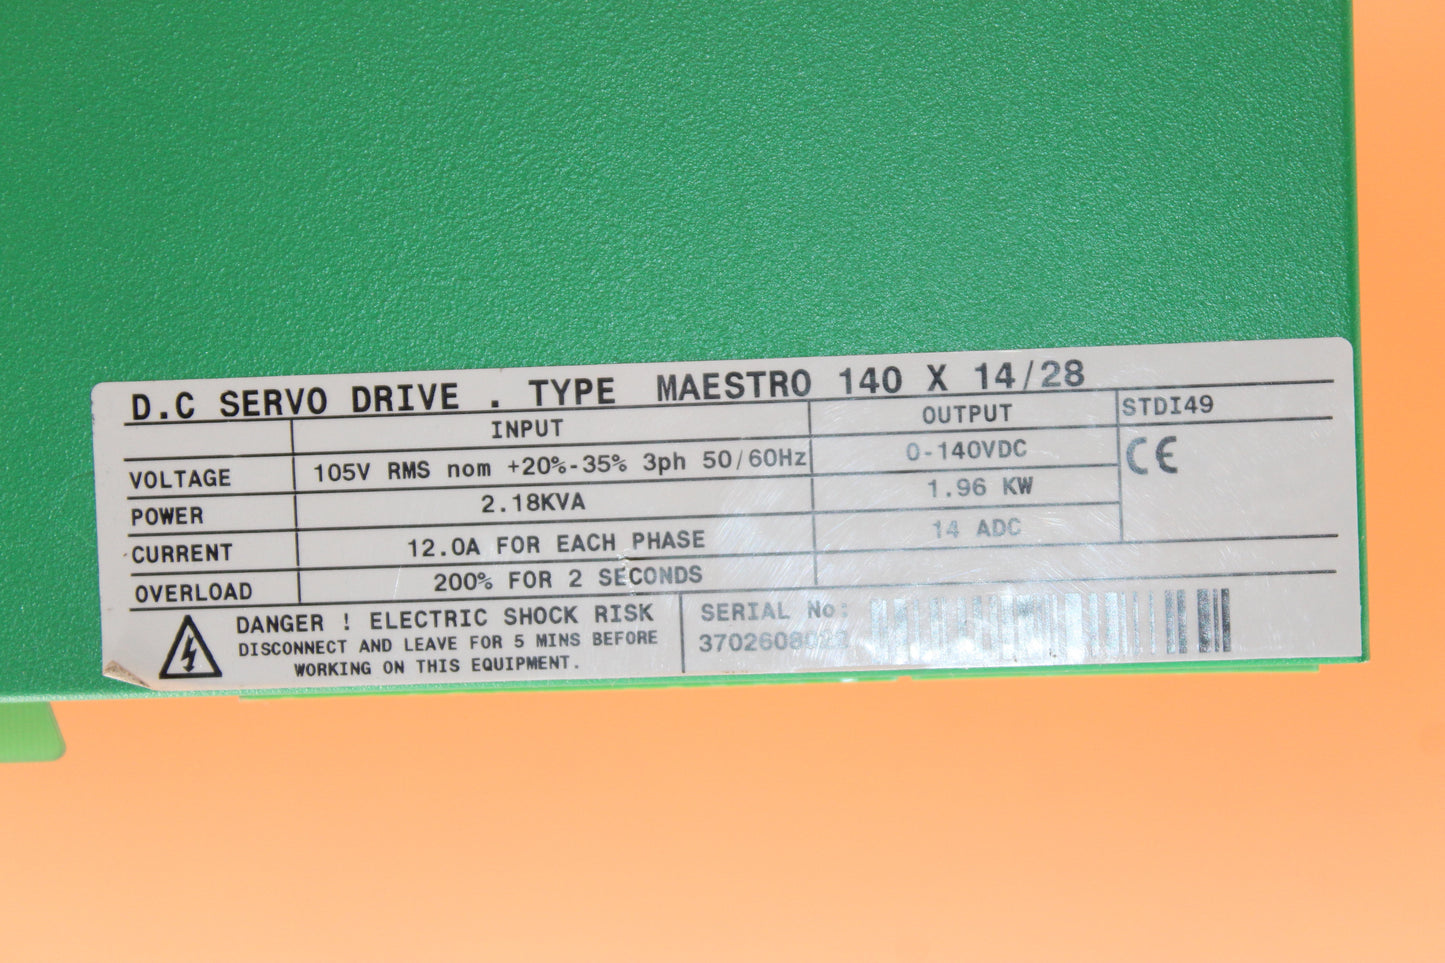 D.C SERVO DRIVE . TYPE MAESTRO 140 X 14/28
INPUT OUTPUT STDI49
VOLTAGE 105V RMS nom +20%-35% 3ph 50/60Hz 0-140VDC CE
POWER 2.18KVA 1.96 KW
CURRENT 12.0A FOR EACH PHASE 14 ADC
OVERLOAD 200% FOR 2 SECONDS
DANGER ! ELECTRIC SHOCK RISK
DISCONNECT AND LEAVE FOR 5 MINS BEFORE
WORKING ON THIS EQUIPMENT.
SERIAL No: